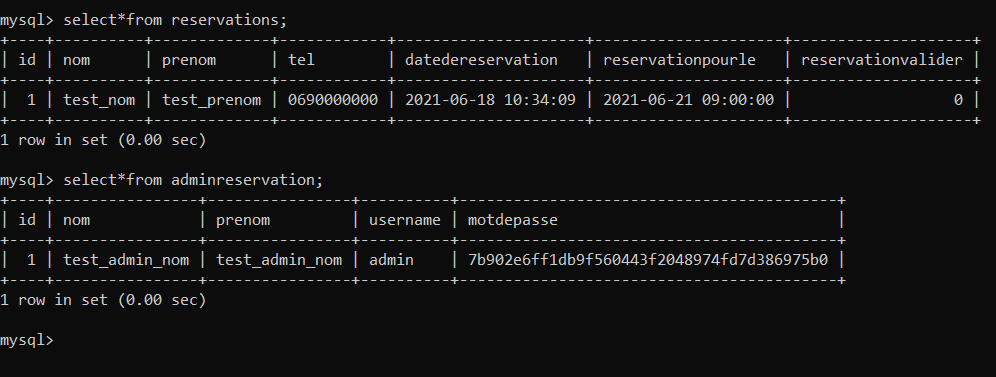 mysql> select*from reservations;
+----+----------+-------------+------------+---------------------+---------------------+--------------------+
| id | nom      | prenom      | tel        | datedereservation   | reservationpourle   | reservationvalider |
+----+----------+-------------+------------+---------------------+---------------------+--------------------+
|  1 | test_nom | test_prenom | 0690000000 | 2021-06-18 10:34:09 | 2021-06-21 09:00:00 |                  0 |
+----+----------+-------------+------------+---------------------+---------------------+--------------------+
1 row in set (0.00 sec)
mysql> select*from adminreservation;
+----+----------------+----------------+----------+------------------------------------------+
| id | nom            | prenom         | username | motdepasse                               |
+----+----------------+----------------+----------+------------------------------------------+
|  1 | test_admin_nom | test_admin_nom | admin    | 7b902e6ff1db9f560443f2048974fd7d386975b0 |
+----+----------------+----------------+----------+------------------------------------------+
1 row in set (0.00 sec)
mysql>